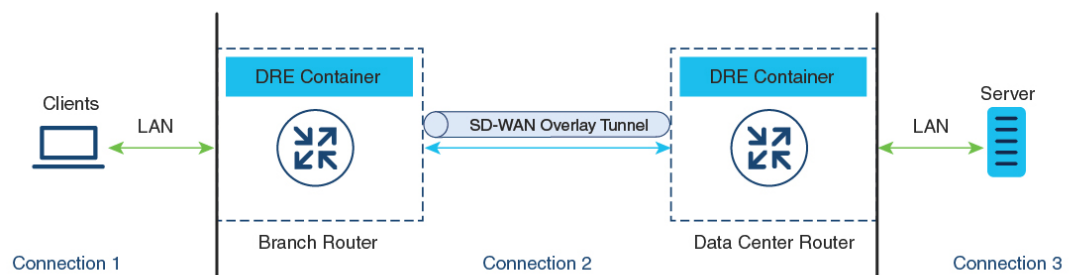 DRE Container
DRE Container
Clients
Server
SD-WAN Overlay Tunnel
LAN
LAN
Branch Router
Data Center Router
Connection 1
Connection 2
Connection 3